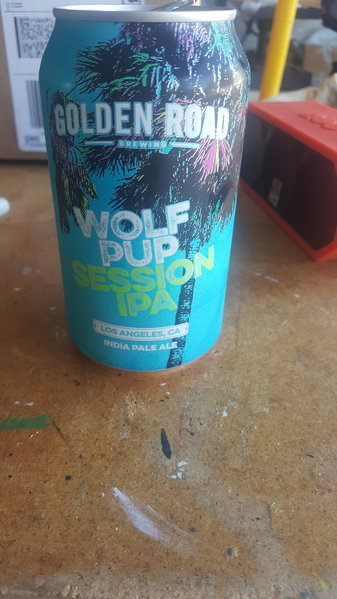 GOLDEN ROAD
BREWING
WOLF
PUP
SESSION
IPA
LOS ANGELES, CA
INDIA PALE ALE